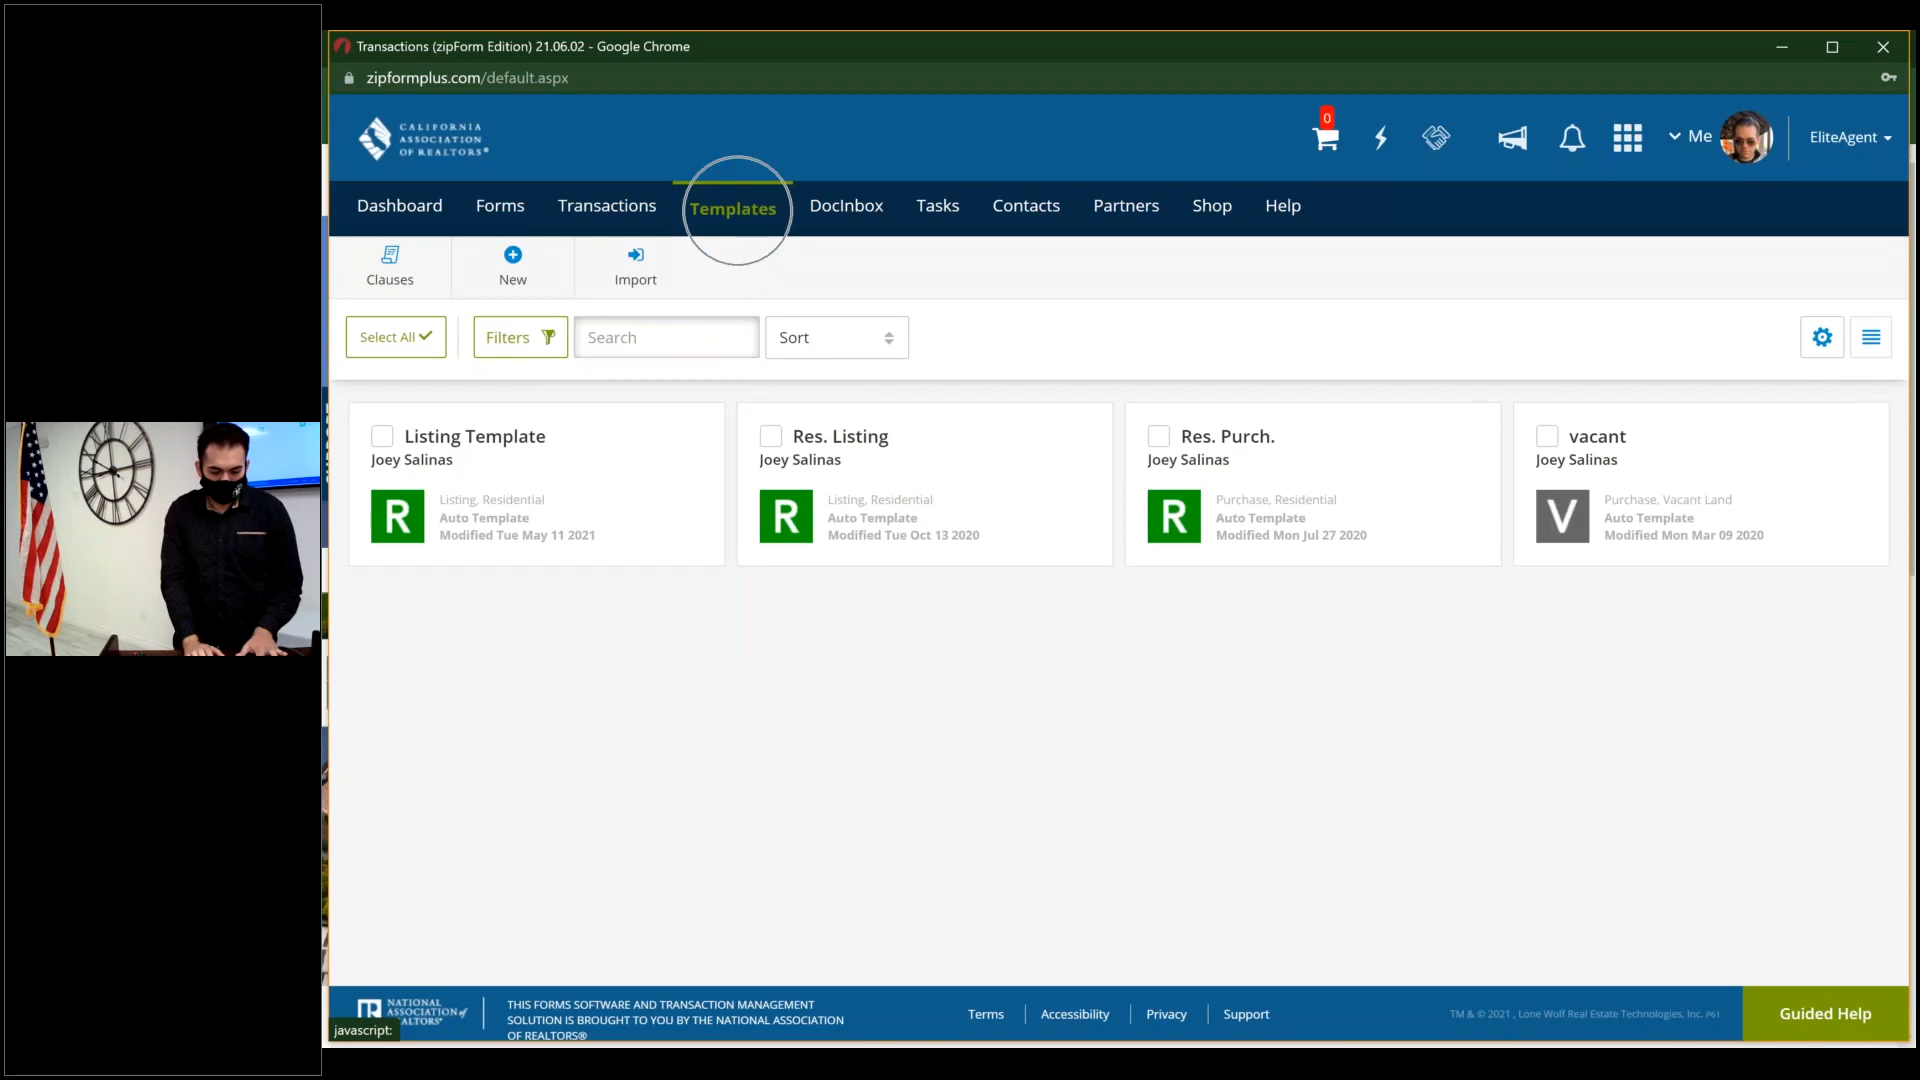 Transactions (zipForm Edition) 21.06.02 - Google Chrome
zipformplus.com/default.aspx
CALIFORNIA
ASSOCIATION
OF REALTORS®
0
Me
EliteAgent
Dashboard
Forms
Transactions
Templates
DocInbox
Tasks
Contacts
Partners
Shop
Help
Clauses
New
Import
Select All
Filters
Search
Sort
Listing Template
Joey Salinas
R
Listing, Residential
Auto Template
Modified Tue May 11 2021
Res. Listing
Joey Salinas
R
Listing, Residential
Auto Template
Modified Tue Oct 13 2020
Res. Purch.
Joey Salinas
R
Purchase, Residential
Auto Template
Modified Mon Jul 27 2020
vacant
Joey Salinas
V
Purchase, Vacant Land
Auto Template
Modified Mon Mar 09 2020
NATIONAL
ASSOCIATION of
REALTORS®
javascript:
THIS FORMS SOFTWARE AND TRANSACTION MANAGEMENT
SOLUTION IS BROUGHT TO YOU BY THE NATIONAL ASSOCIATION
OF REALTORS®
Terms
Accessibility
Privacy
Support
TM & © 2021 , Lone Wolf Real Estate Technologies, Inc. P61
Guided Help